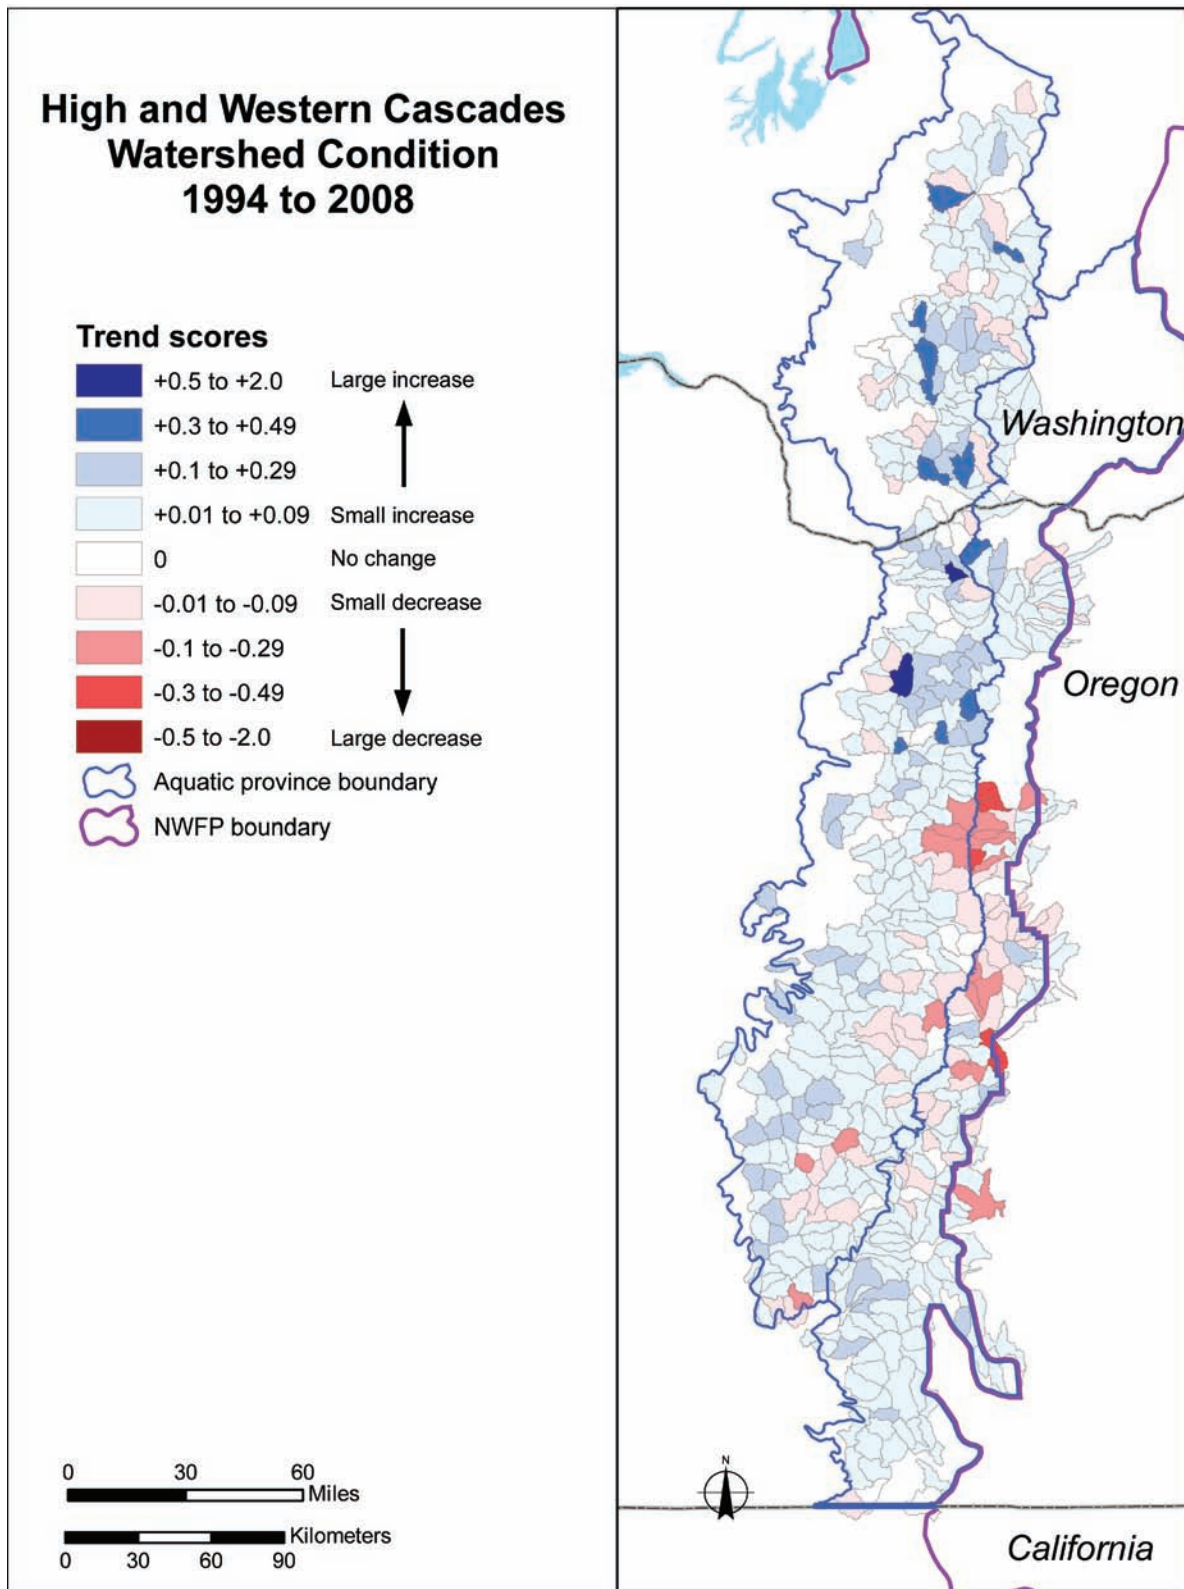 High and Western Cascades
Watershed Condition
1994 to 2008
Trend scores
+0.5 to +2.0 Large increase
+0.3 to +0.49
+0.1 to +0.29
+0.01 to +0.09 Small increase
0 No change
-0.01 to -0.09 Small decrease
-0.1 to -0.29
-0.3 to -0.49
-0.5 to -2.0 Large decrease
Aquatic province boundary
NWFP boundary
0 30 60
Miles
Kilometers
0 30 60 90
Washington
Oregon
N
California